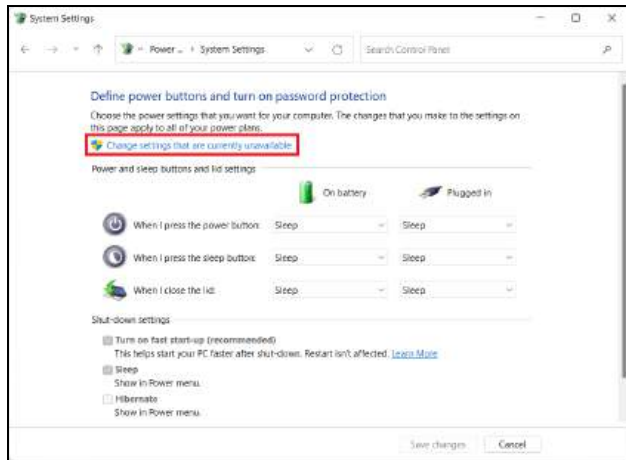 System Settings
Power ... System Settings
Search Control Panel
Define power buttons and turn on password protection
Choose the power settings that you want for your computer. The changes that you make to the settings on
this page apply to all of your power plans.
Change settings that are currently unavailable
Power and sleep buttons and lid settings
On battery Plugged in
When I press the power button: Sleep Sleep
When I press the sleep button: Sleep Sleep
When I close the lid: Sleep Sleep
Shut-down settings
Turn on fast start-up (recommended)
This helps start your PC faster after shut-down. Restart isn't affected. Learn More
Sleep
Show in Power menu.
Hibernate
Show in Power menu.
Save changes Cancel